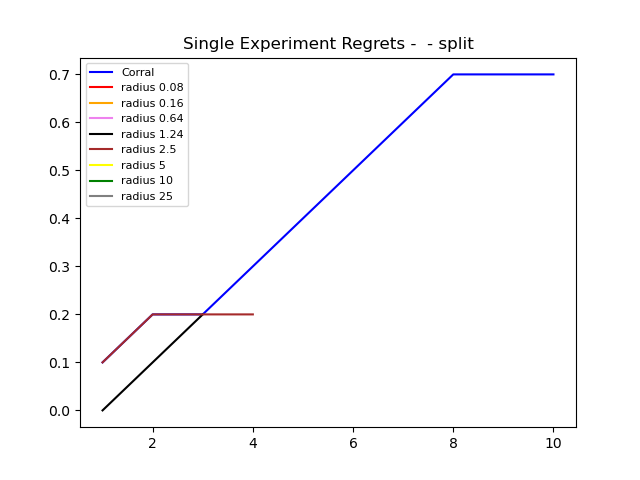 Single Experiment Regrets -  - split
Corral
radius 0.08
radius 0.16
radius 0.64
radius 1.24
radius 2.5
radius 5
radius 10
radius 25
0.7
0.6
0.5
0.4
0.3
0.2
0.1
0.0
2 4 6 8 10